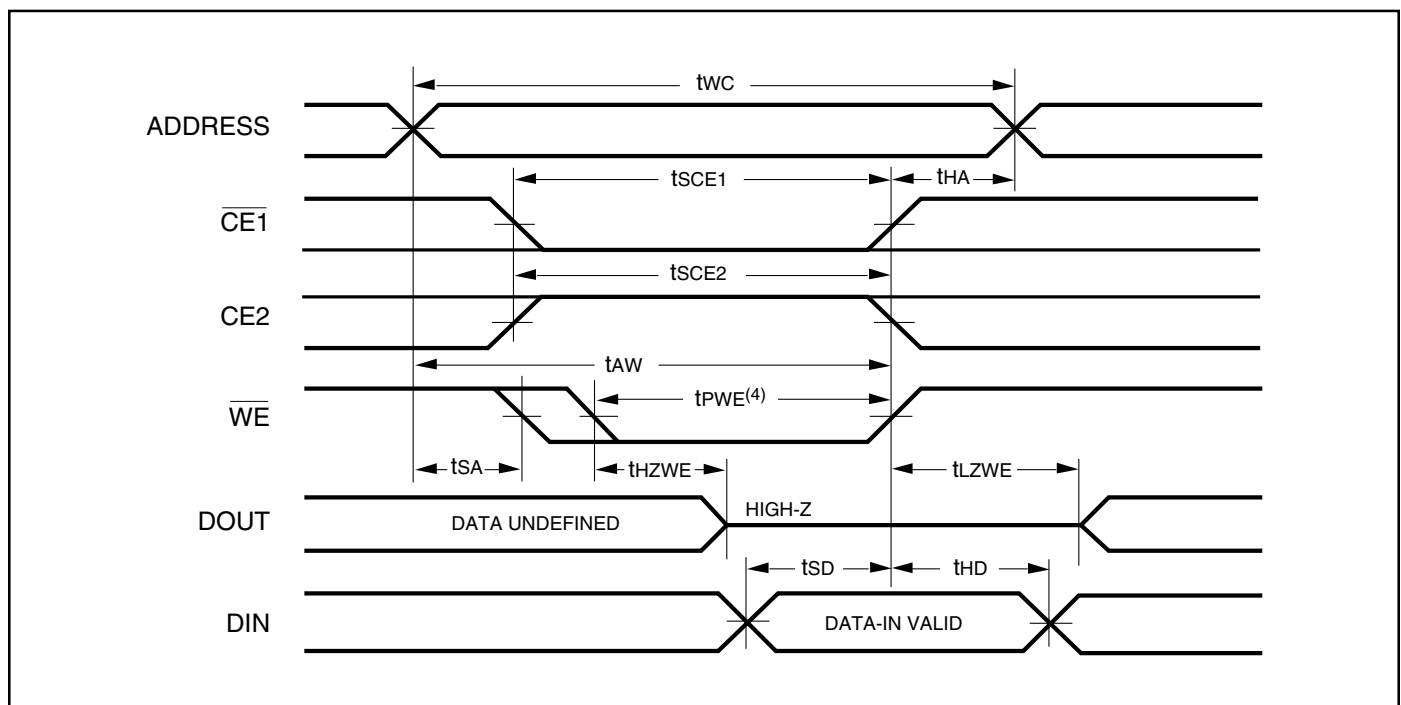 tWC
ADDRESS
tSCE1
tHA
CE1
tSCE2
CE2
tAW
tPWE(4)
WE
tSA
tHZWE
tLZWE
DOUT
DATA UNDEFINED
HIGH-Z
tSD
tHD
DIN
DATA-IN VALID